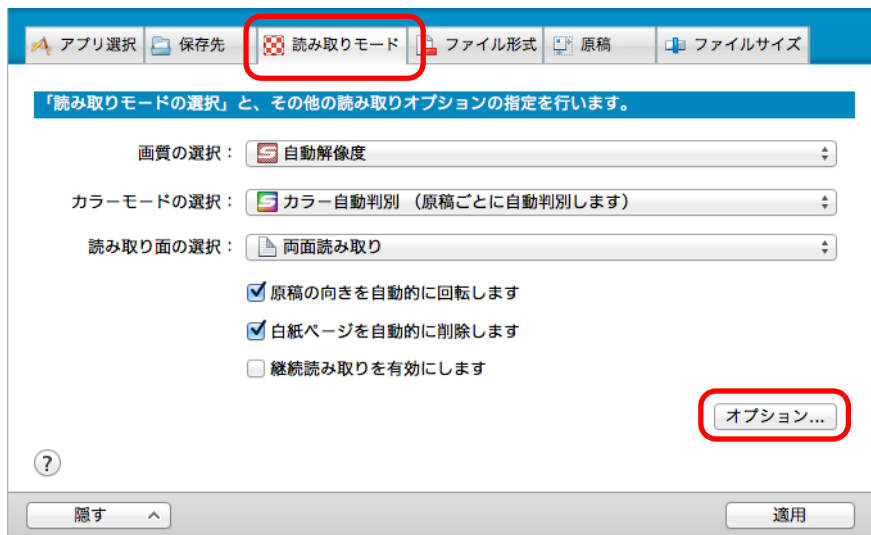 アプリ選択 保存先 読み取りモード ファイル形式 原稿 ファイルサイズ
「読み取りモードの選択」と、その他の読み取りオプションの指定を行います。
画質の選択： 自動解像度
カラーモードの選択： カラー自動判別 （原稿ごとに自動判別します）
読み取り面の選択： 両面読み取り
原稿の向きを自動的に回転します
白紙ページを自動的に削除します
継続読み取りを有効にします
オプション...
?
隠す 適用